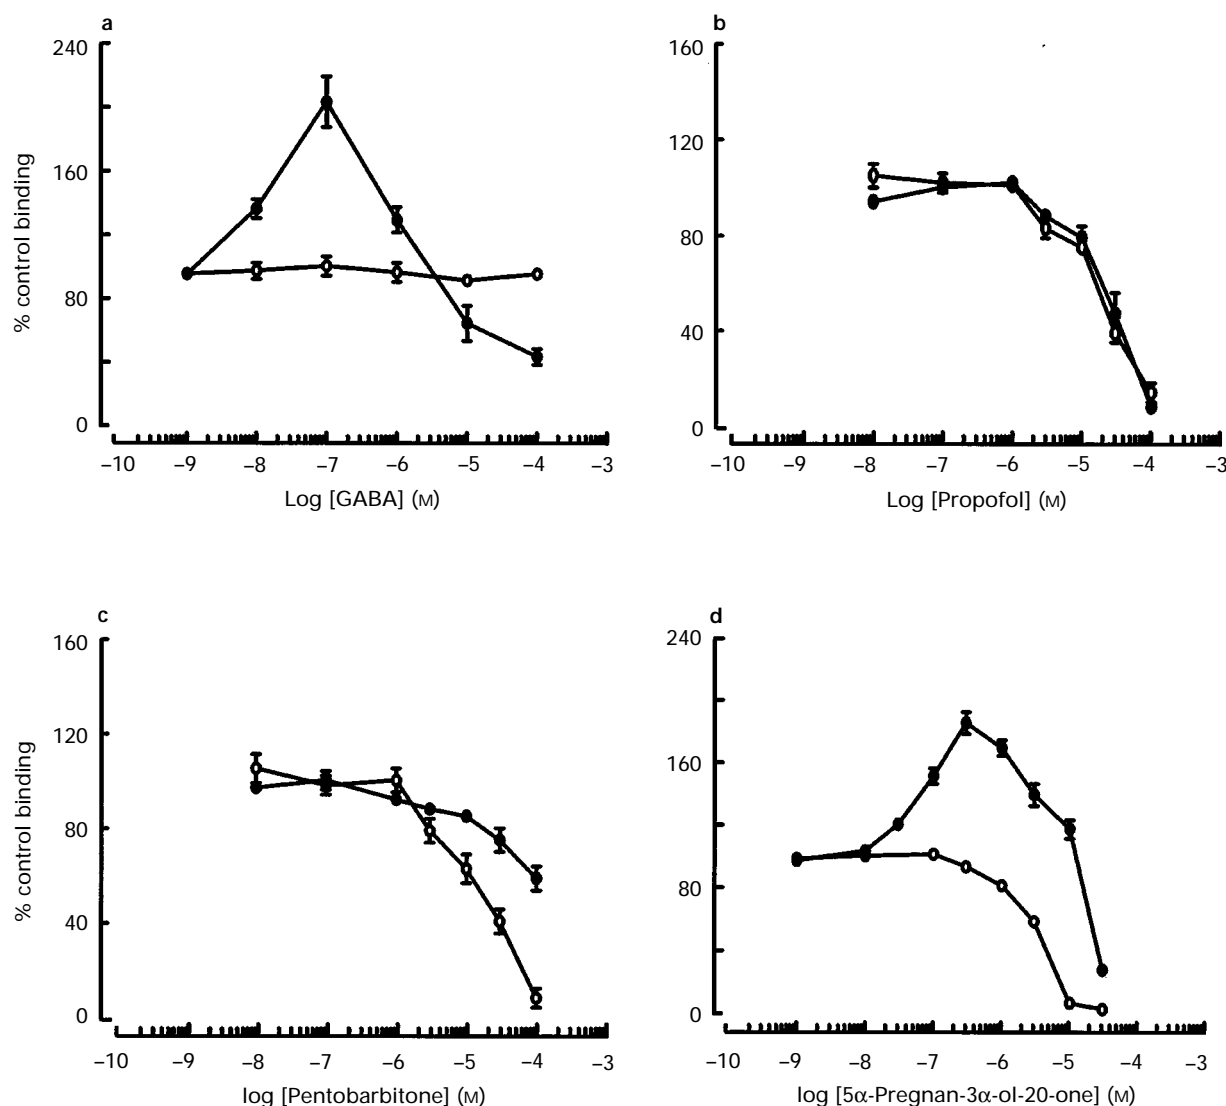 a
240
160
80
0
% control binding
–10 –9 –8 –7 –6 –5 –4 –3
Log [GABA] (M)
b
160
120
80
40
0
–10 –8 –7 –6 –5 –4 –3
Log [Propofol] (M)
c
160
120
80
40
0
% control binding
–10 –9 –8 –7 –6 –5 –4 –3
log [Pentobarbitone] (M)
d
240
160
80
0
–10 –9 –8 –7 –6 –5 –4 –3
log [5α-Pregnan-3α-ol-20-one] (M)